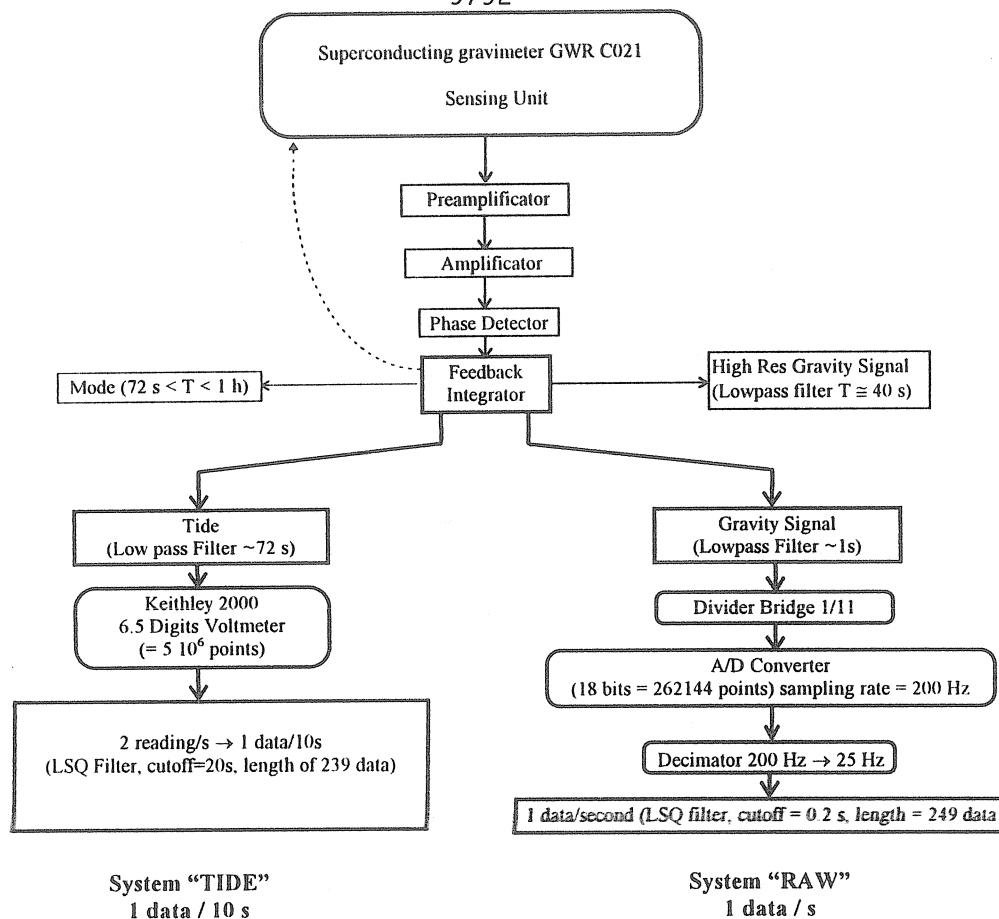 Superconducting gravimeter GWR C021
Sensing Unit
Preamplificator
Amplificator
Phase Detector
Feedback
Integrator
Mode (72 s < T < 1 h)
High Res Gravity Signal
(Lowpass filter T ≅ 40 s)
Tide
(Low pass Filter ~72 s)
Keithley 2000
6.5 Digits Voltmeter
(= 5 10⁶ points)
2 reading/s → 1 data/10s
(LSQ Filter, cutoff=20s, length of 239 data)
System “TIDE”
1 data / 10 s
Gravity Signal
(Lowpass Filter ~1s)
Divider Bridge 1/11
A/D Converter
(18 bits = 262144 points) sampling rate = 200 Hz
Decimator 200 Hz → 25 Hz
1 data/second (LSQ filter, cutoff = 0.2 s, length = 249 data
System “RAW”
1 data / s